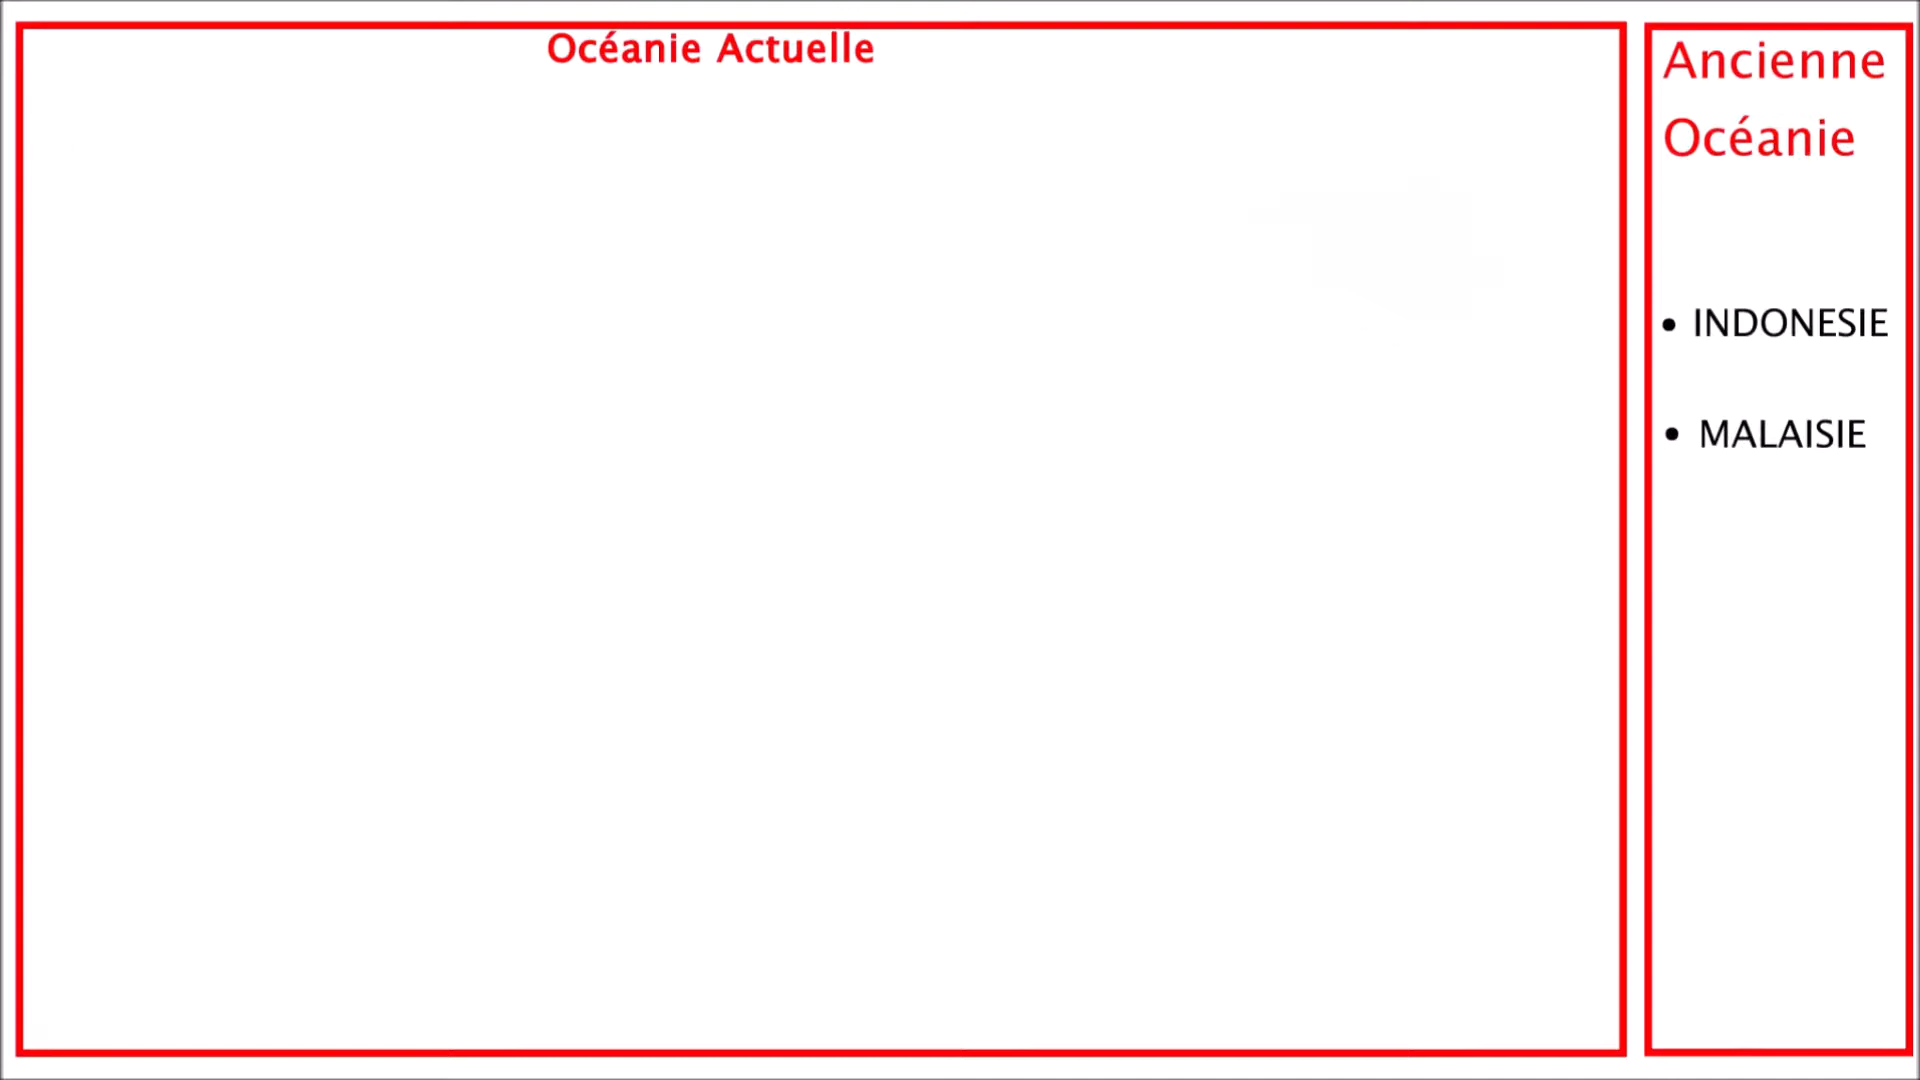 Océanie Actuelle
Ancienne
Océanie
• INDONESIE
• MALAISIE